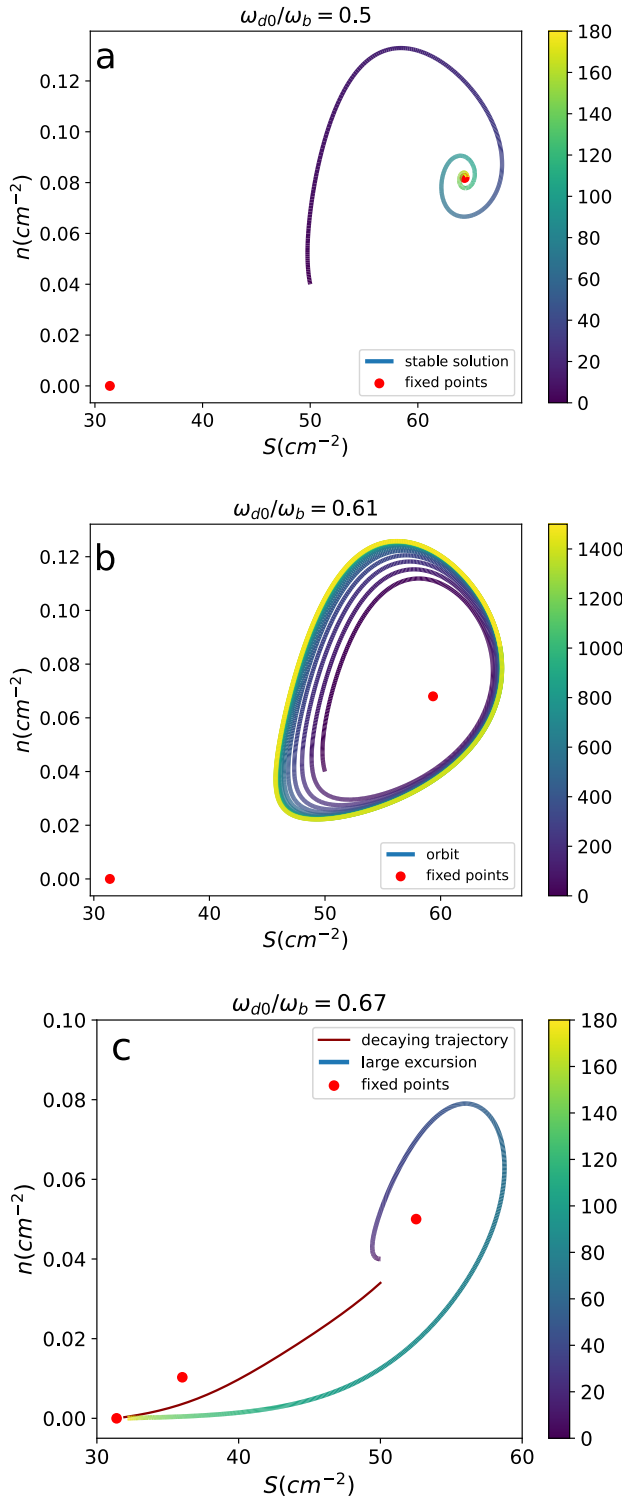 ω_{d0}/ω_b = 0.5
a
180
160
140
120
100
80
60
40
20
0
0.12
0.10
0.08
0.06
0.04
0.02
0.00
n(cm⁻²)
stable solution
fixed points
30 40 50 60
S(cm⁻²)
ω_{d0}/ω_b = 0.61
b
1400
1200
1000
800
600
400
200
0
0.12
0.10
0.08
0.06
0.04
0.02
0.00
n(cm⁻²)
orbit
fixed points
30 40 50 60
S(cm⁻²)
ω_{d0}/ω_b = 0.67
c
decaying trajectory
large excursion
fixed points
180
160
140
120
100
80
60
40
20
0
0.10
0.08
0.06
0.04
0.02
0.00
n(cm⁻²)
30 40 50 60
S(cm⁻²)